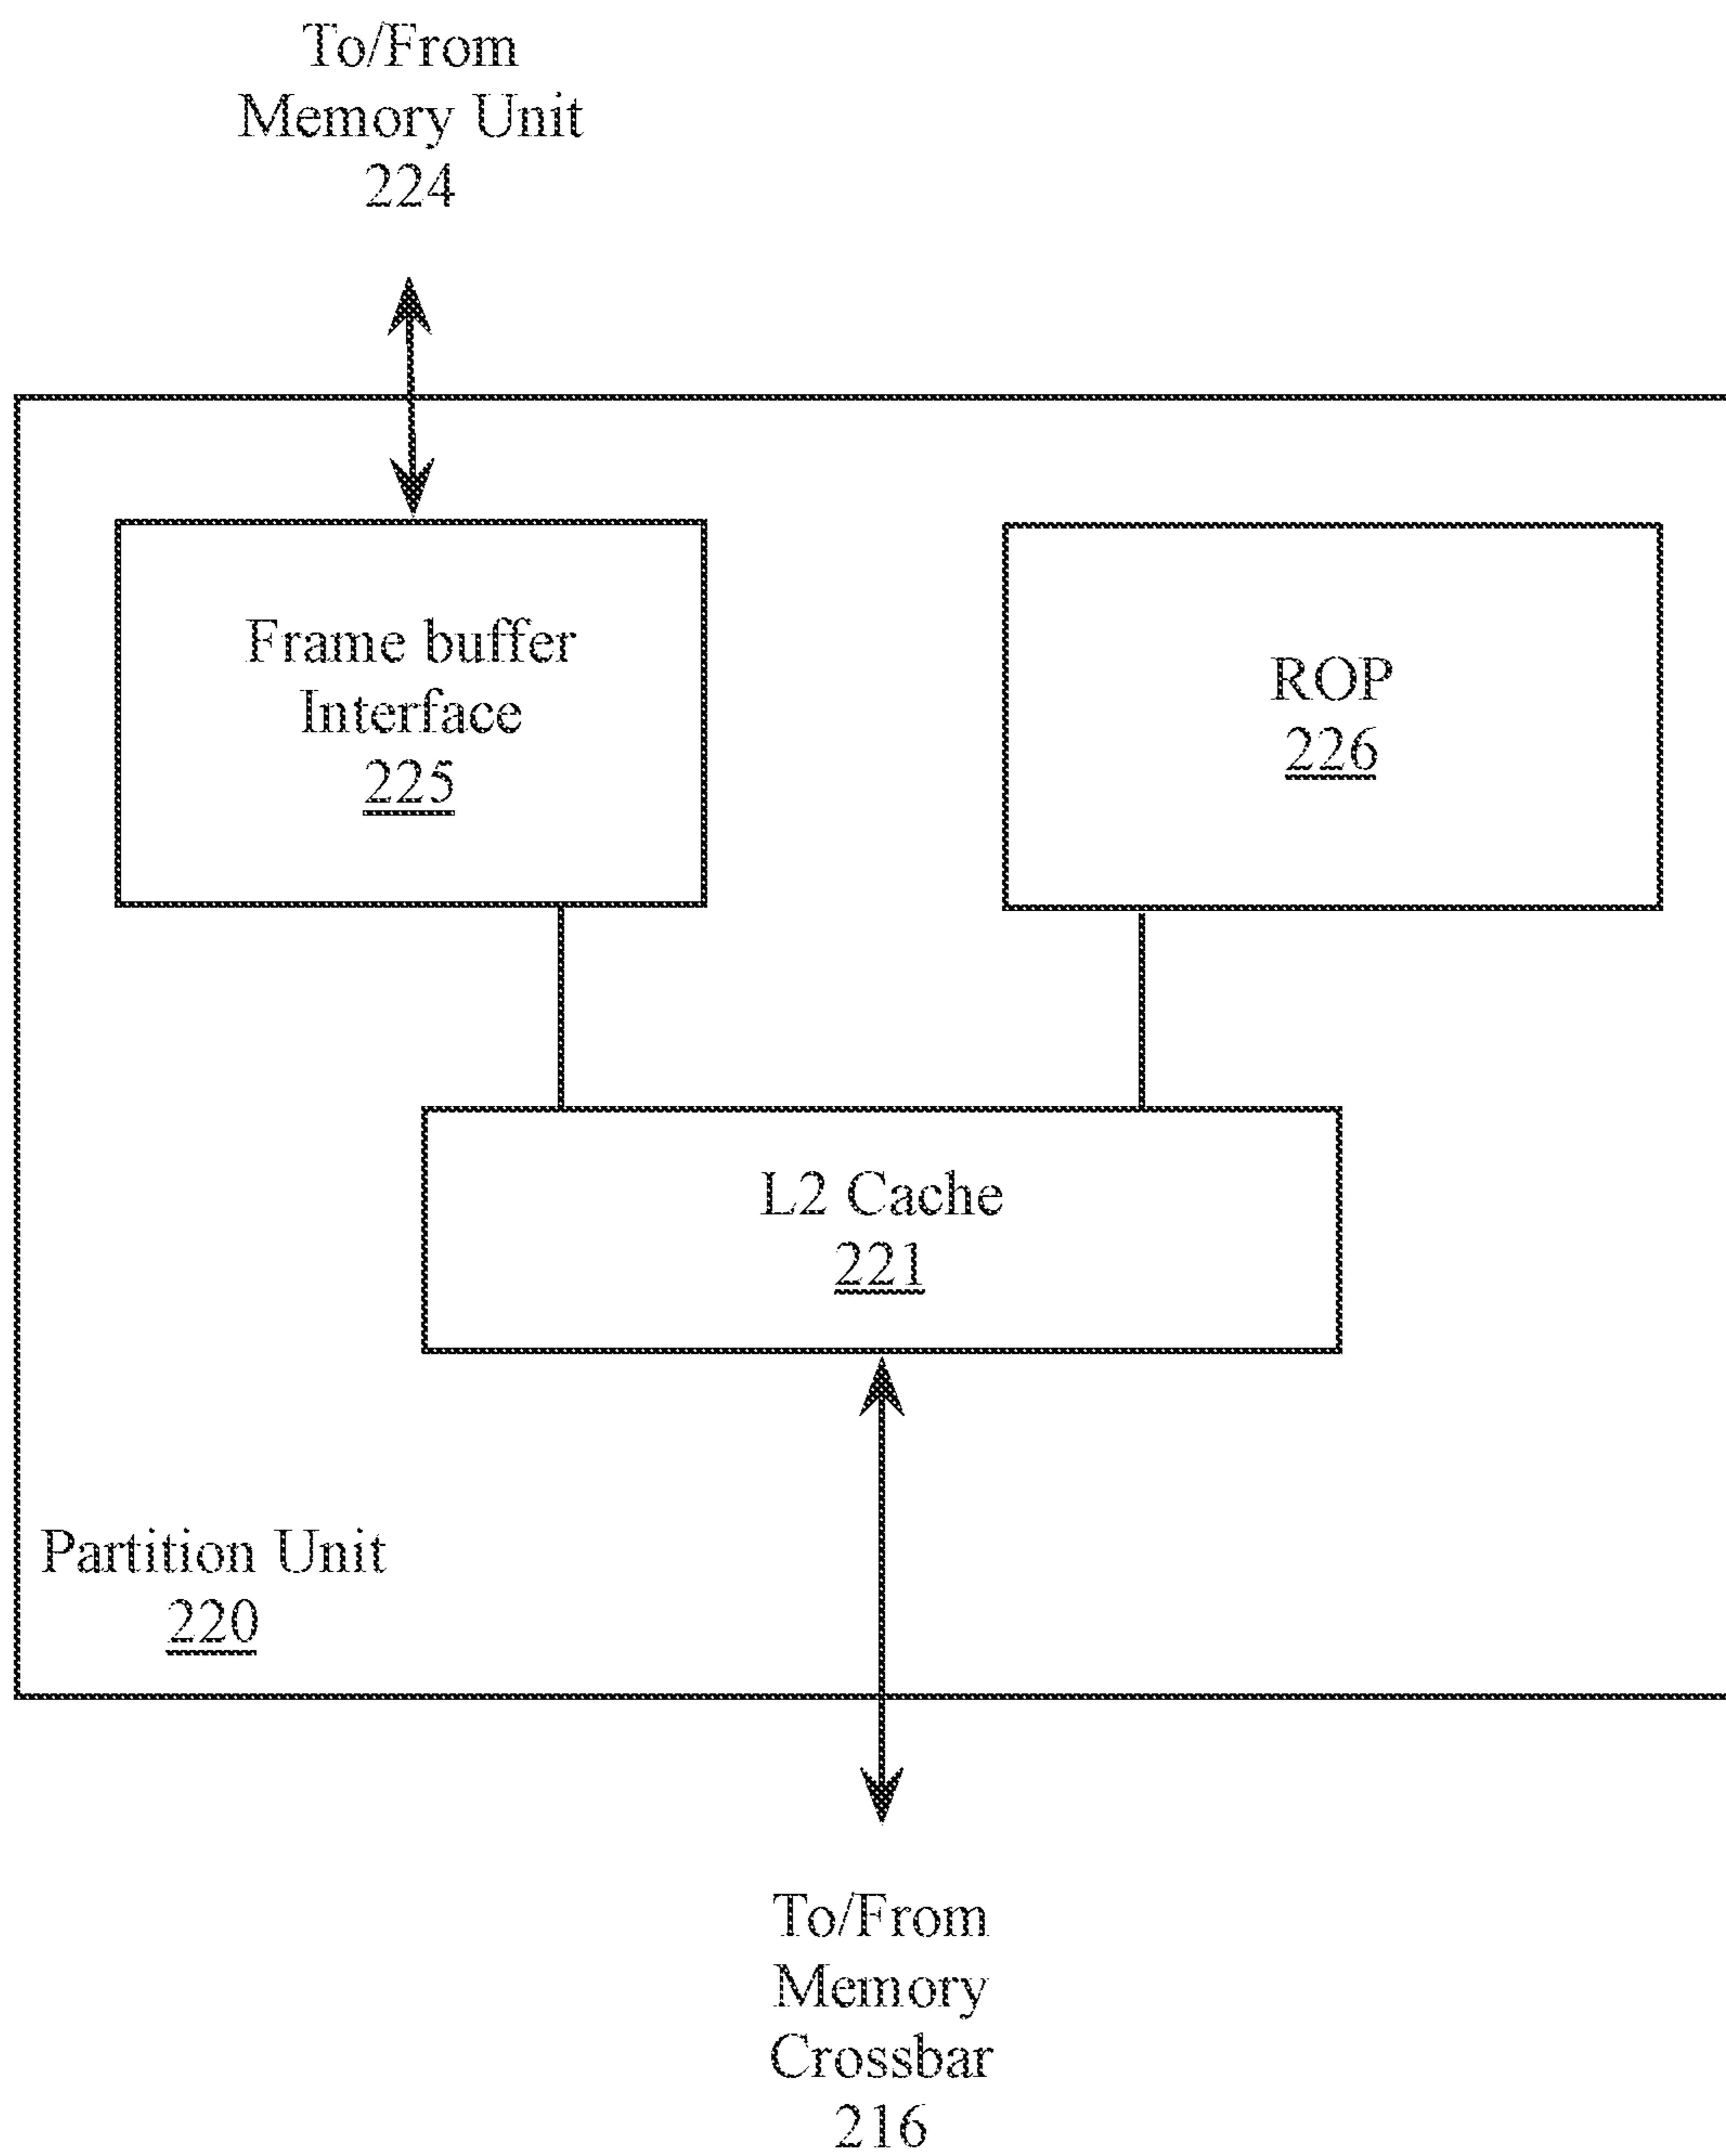 To/From
Memory Unit
224
Frame buffer
Interface
225
ROP
226
L2 Cache
221
Partition Unit
220
To/From
Memory
Crossbar
216